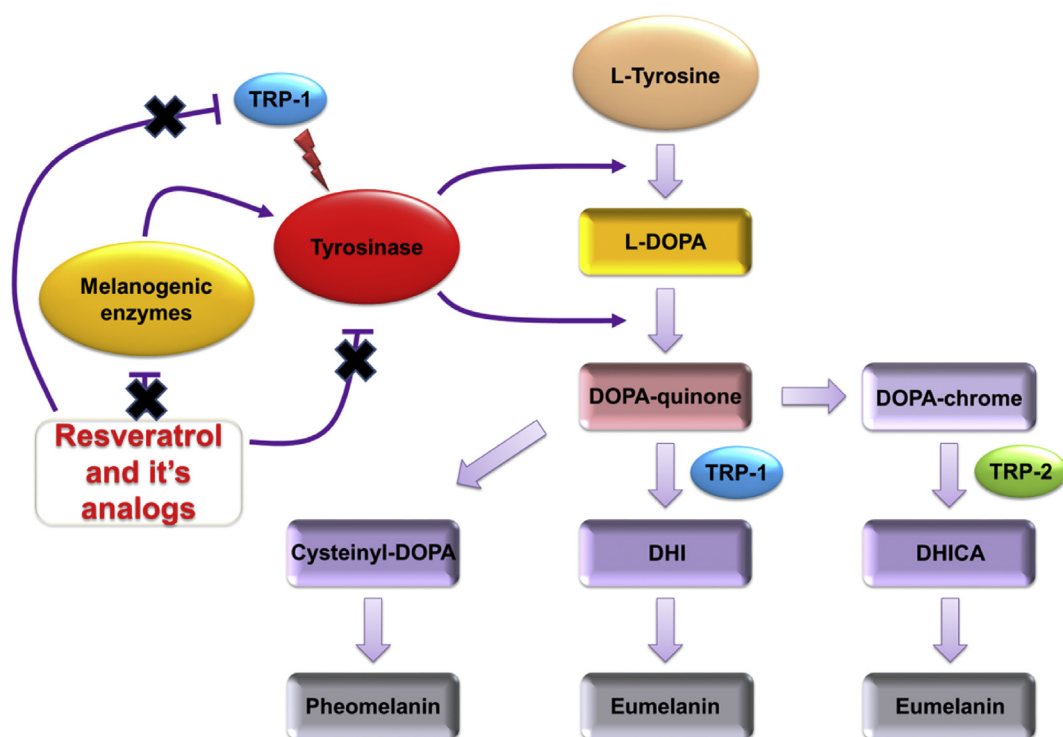 L-Tyrosine
TRP-1
Tyrosinase
L-DOPA
Melanogenic
enzymes
DOPA-quinone
DOPA-chrome
Resveratrol
and it's
analogs
TRP-1
TRP-2
Cysteinyl-DOPA
DHI
DHICA
Pheomelanin
Eumelanin
Eumelanin